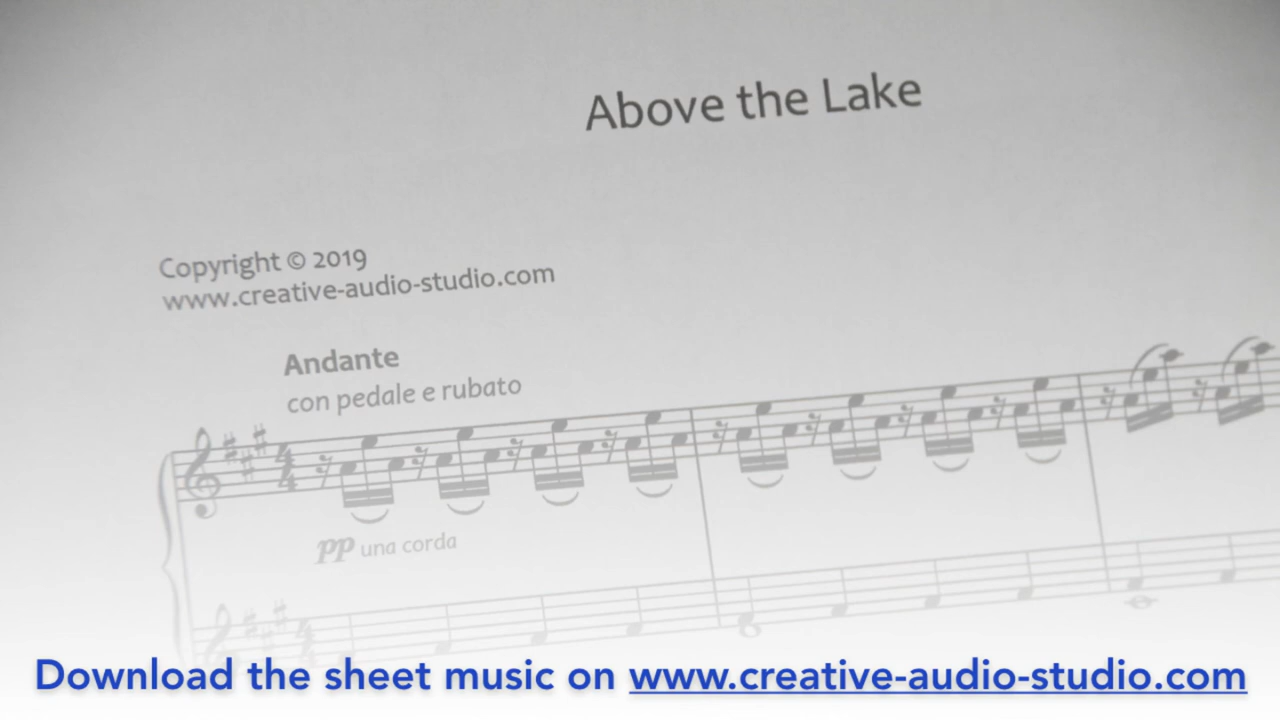 Above the Lake
Copyright © 2019
www.creative-audio-studio.com
Andante
con pedale e rubato
pp una corda
Download the sheet music on www.creative-audio-studio.com